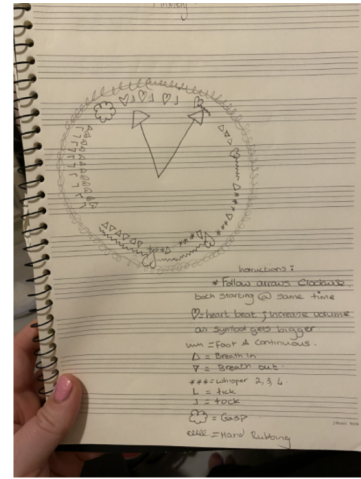 Instructions :
* Follow arrows Clockwise
both starting @ same time
♡ = heart beat ; increase volume
as symbol gets bigger
= Foot & continuous .
△ = Breath in
▽ = Breath out
*** = Whisper 2, 3, 4
L = tick
⅃ = tock
= Gasp
= Hand Rubbing